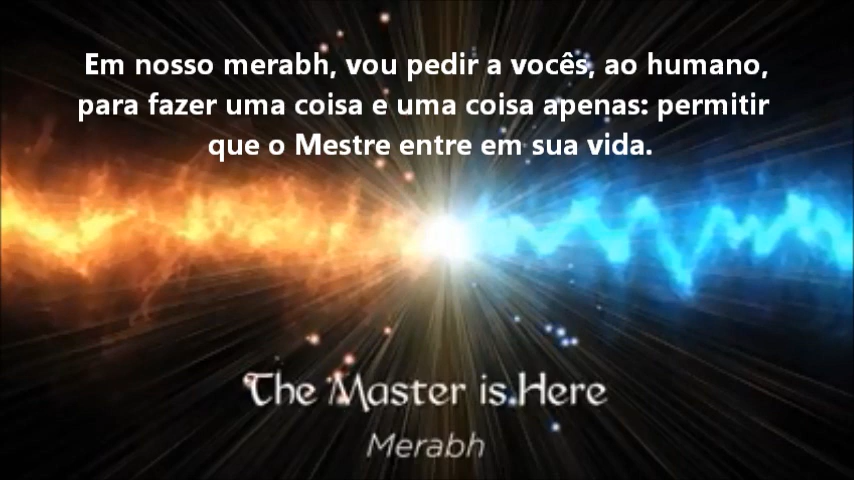 Em nosso merabh, vou pedir a vocês, ao humano,
para fazer uma coisa e uma coisa apenas: permitir
que o Mestre entre em sua vida.
The Master is Here
Merabh